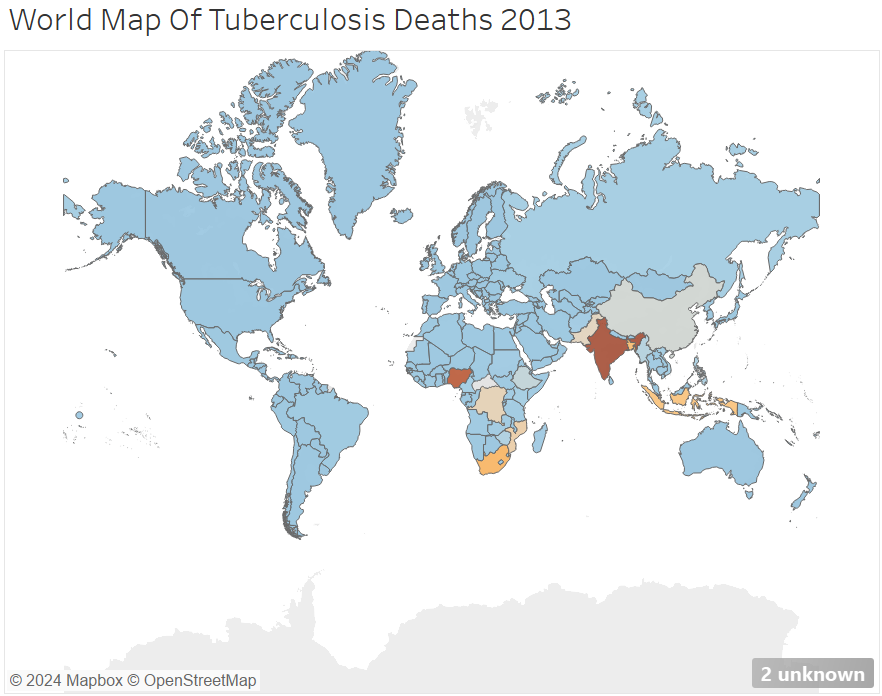 World Map Of Tuberculosis Deaths 2013
© 2024 Mapbox © OpenStreetMap
2 unknown